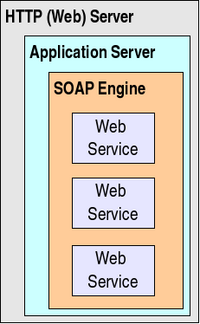 HTTP (Web) Server
Application Server
SOAP Engine
Web
Service
Web
Service
Web
Service